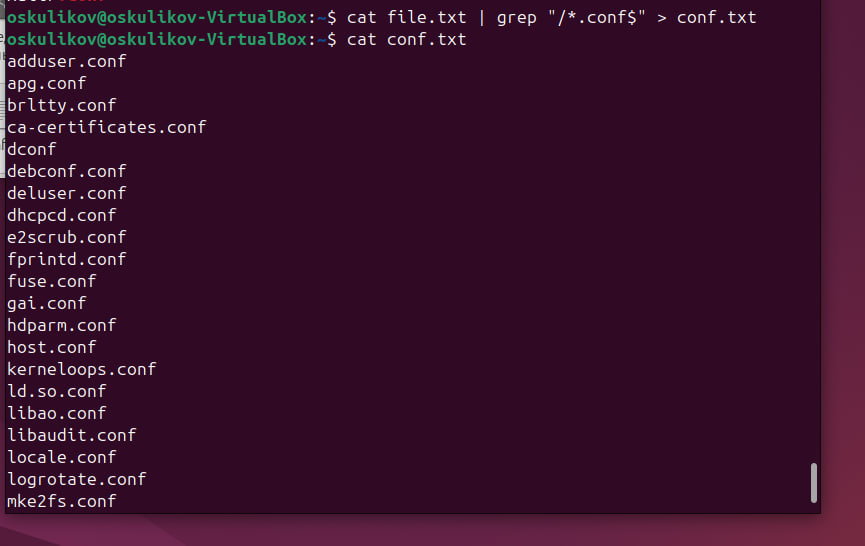 oskulikov@oskulikov-VirtualBox:~$ cat file.txt | grep "/*.conf$" > conf.txt
oskulikov@oskulikov-VirtualBox:~$ cat conf.txt
adduser.conf
apg.conf
brltty.conf
ca-certificates.conf
dconf
debconf.conf
deluser.conf
dhcpcd.conf
e2scrub.conf
fprintd.conf
fuse.conf
gai.conf
hdparm.conf
host.conf
kerneloops.conf
ld.so.conf
libao.conf
libaudit.conf
locale.conf
logrotate.conf
mke2fs.conf